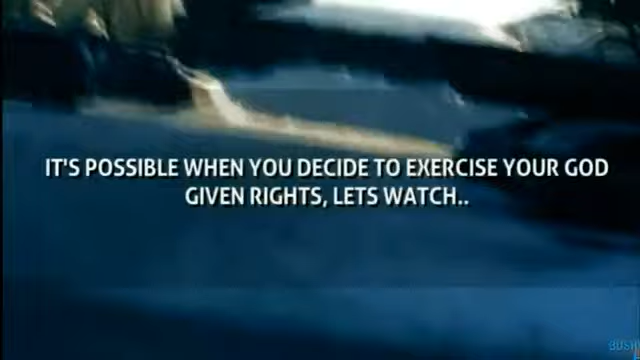 IT'S POSSIBLE WHEN YOU DECIDE TO EXERCISE YOUR GOD
GIVEN RIGHTS, LETS WATCH..